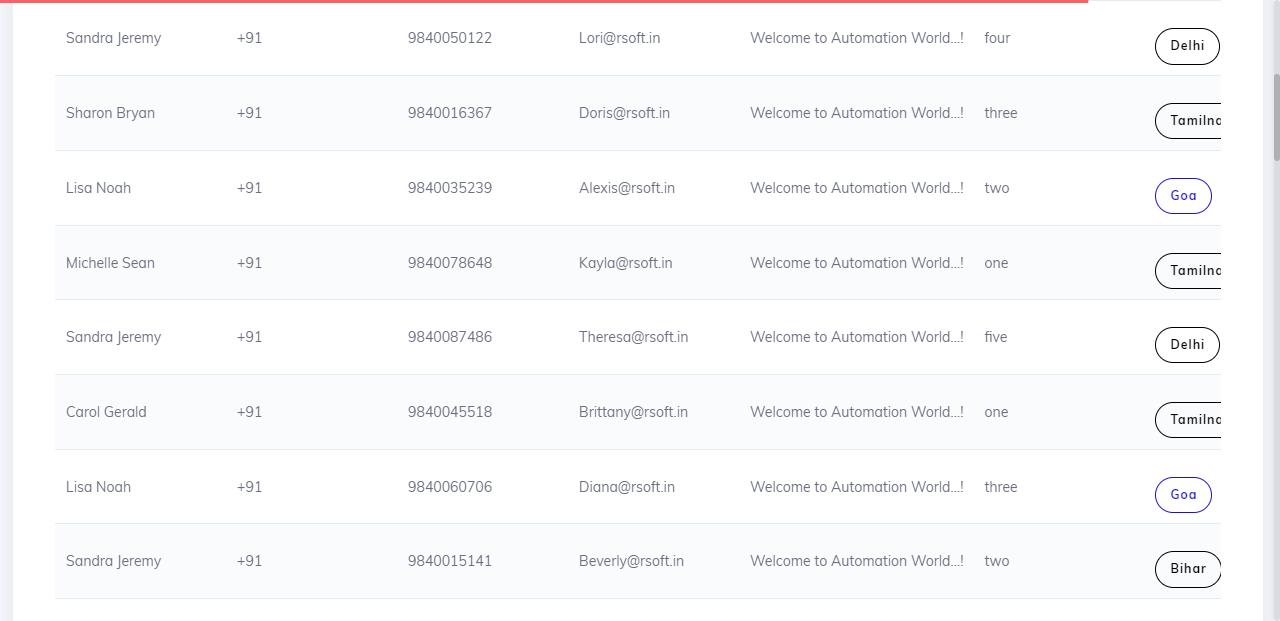 Sandra Jeremy +91 9840050122 Lori@rsoft.in Welcome to Automation World...! four Delhi
Sharon Bryan +91 9840016367 Doris@rsoft.in Welcome to Automation World...! three
Lisa Noah +91 9840035239 Alexis@rsoft.in Welcome to Automation World...! two Goa
Michelle Sean +91 9840078648 Kayla@rsoft.in Welcome to Automation World...! one
Sandra Jeremy +91 9840087486 Theresa@rsoft.in Welcome to Automation World...! five Delhi
Carol Gerald +91 9840045518 Brittany@rsoft.in Welcome to Automation World...! one
Lisa Noah +91 9840060706 Diana@rsoft.in Welcome to Automation World...! three Goa
Sandra Jeremy +91 9840015141 Beverly@rsoft.in Welcome to Automation World...! two Bihar